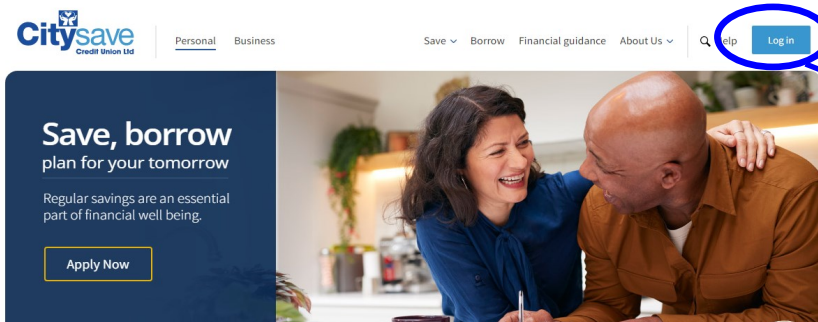 Citysave
Credit Union Ltd
Personal Business
Save Borrow Financial guidance About Us
elp Log in
Save, borrow
plan for your tomorrow
Regular savings are an essential
part of financial well being.
Apply Now